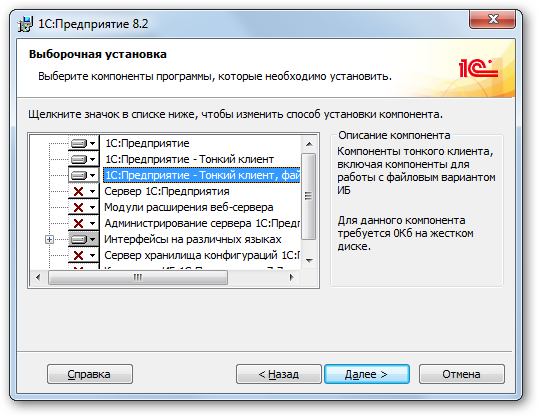 1С:Предприятие 8.2
Выборочная установка
Выберите компоненты программы, которые необходимо установить.
1С
Щелкните значок в списке ниже, чтобы изменить способ установки компонента.
1С:Предприятие
1С:Предприятие - Тонкий клиент
1С:Предприятие - Тонкий клиент, фай
Сервер 1С:Предприятия
Модули расширения веб-сервера
Администрирование сервера 1С:Предп
Интерфейсы на различных языках
Сервер хранилища конфигураций 1С:П
Описание компонента
Компоненты тонкого клиента,
включая компоненты для
работы с файловым вариантом
ИБ
Для данного компонента
требуется 0Кб на жестком
диске.
Справка
< Назад
Далее >
Отмена